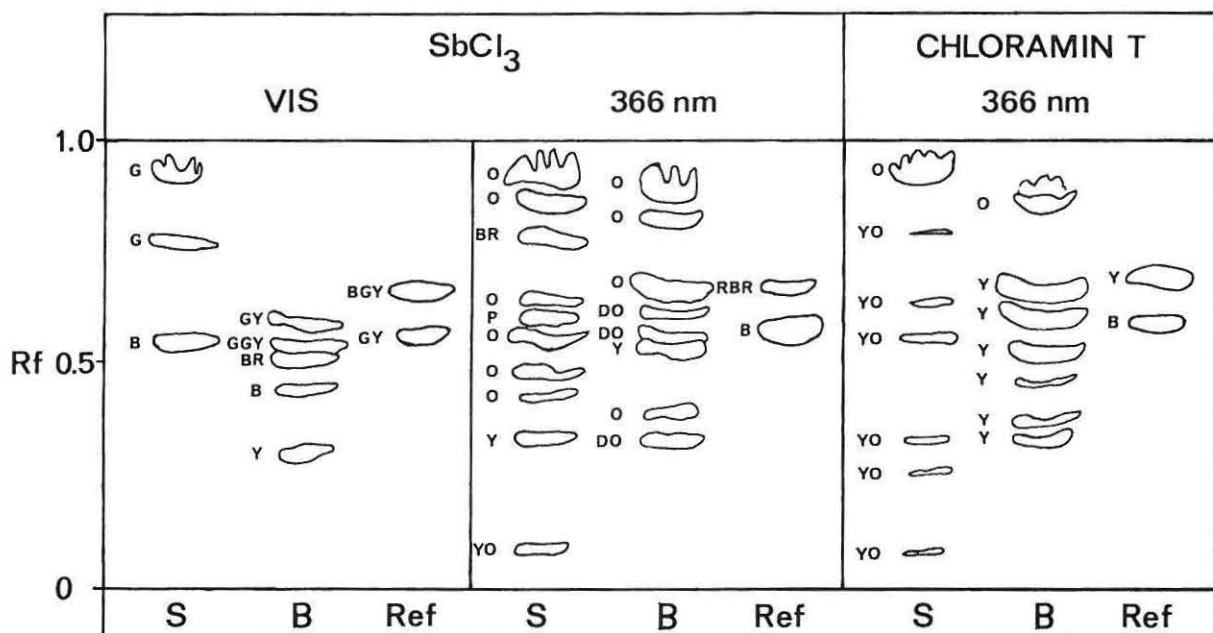 SbCl3 CHLORAMIN T
VIS 366 nm 366 nm
1.0
G O O O
O O O
G BR YO
BGY O RBR Y Y
GY O DO YO Y B
B GGY GY P DO B YO
BR O Y Y
Rf 0.5
B O Y
O O Y
Y Y DO YO Y
YO
YO YO
0
S B Ref S B Ref S B Ref